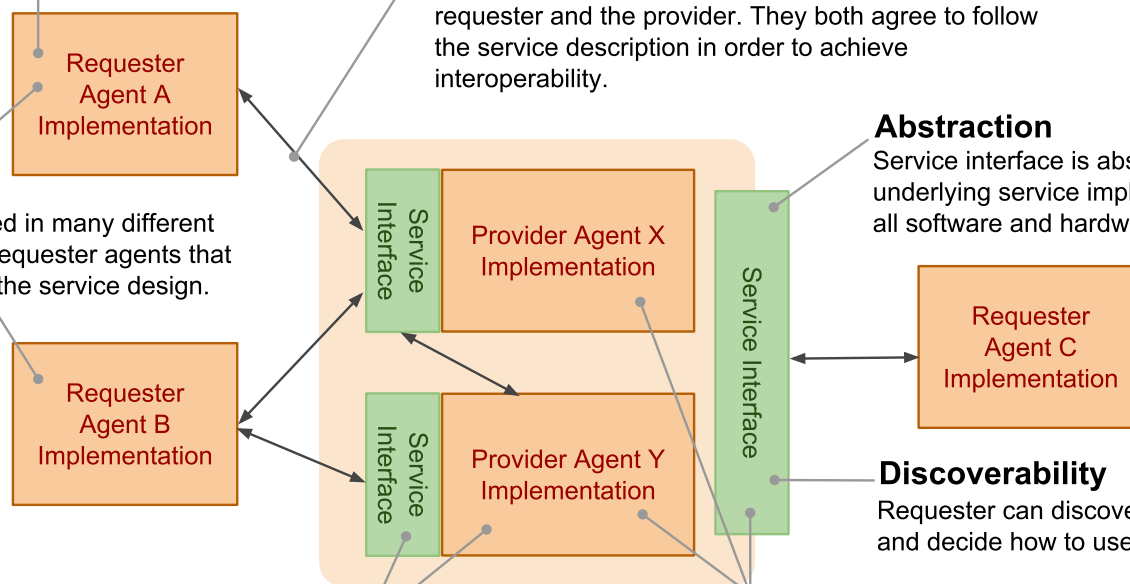 requester and the provider. They both agree to follow
the service description in order to achieve
interoperability.
Requester
Agent A
Implementation
Abstraction
Service interface is abs
underlying service impl
all software and hardw
ed in many different
equester agents that
the service design.
Service
Interface
Provider Agent X
Implementation
Service Interface
Requester
Agent C
Implementation
Requester
Agent B
Implementation
Service
Interface
Provider Agent Y
Implementation
Discoverability
Requester can discove
and decide how to use